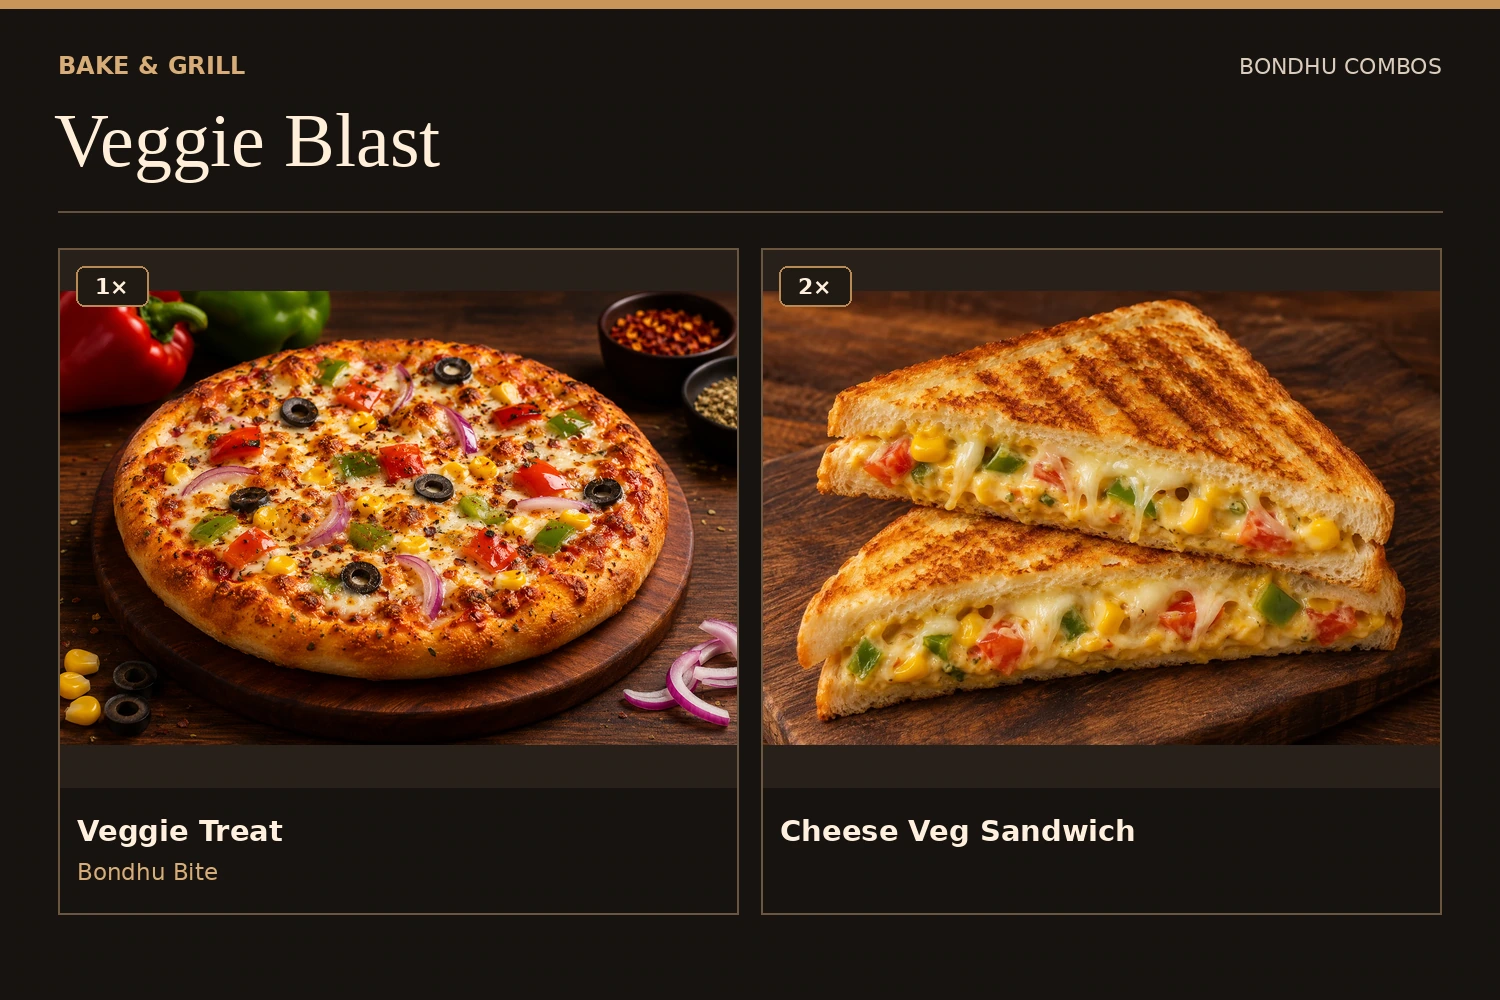 BAKE & GRILL
BONDHU COMBOS
Veggie Blast
1×
2×
Veggie Treat
Bondhu Bite
Cheese Veg Sandwich